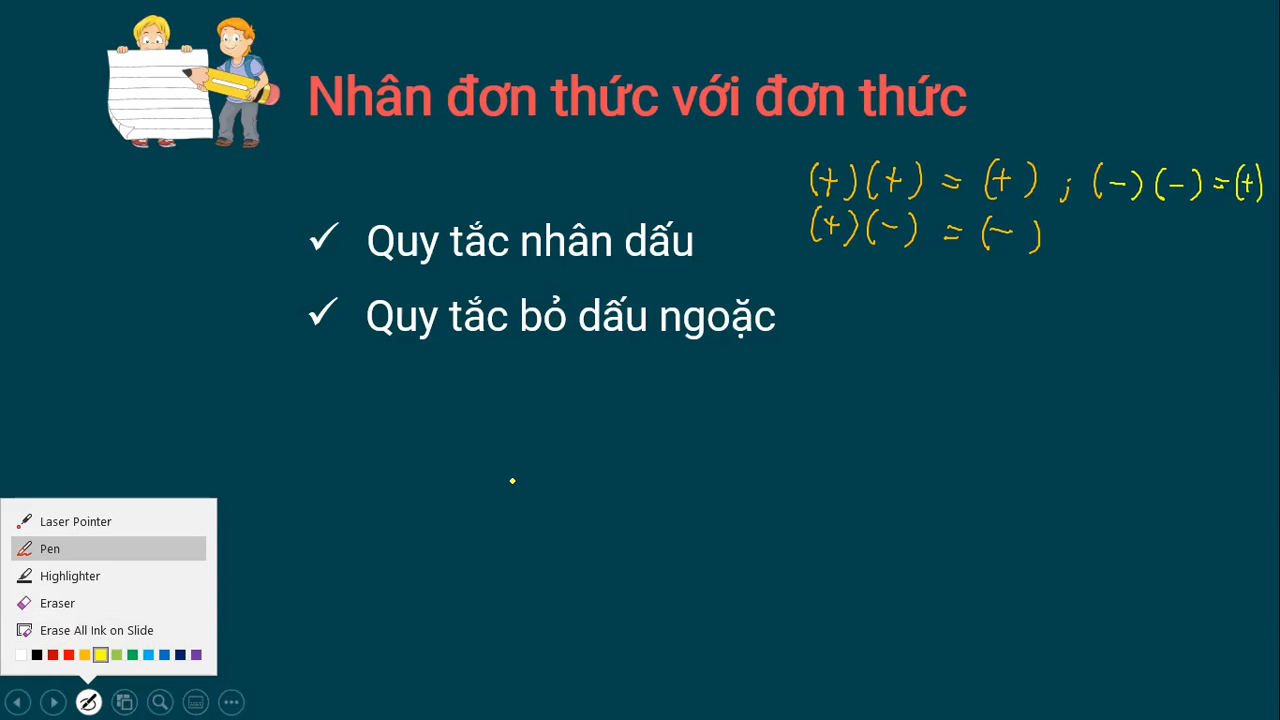 Nhân đơn thức với đơn thức
(+)(+) = (+) ; (-)(-) = (+)
(+)(-) = (-)
✓ Quy tắc nhân dấu
✓ Quy tắc bỏ dấu ngoặc
Laser Pointer
Pen
Highlighter
Eraser
Erase All Ink on Slide